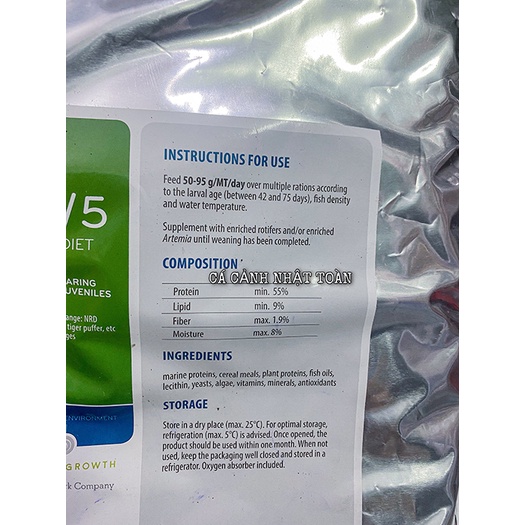 /5
DIET
ARING
UVENILES
ange: NRD
tiger puffer, etc
ges
ENVIRONMENT
GROWTH
rk Company
INSTRUCTIONS FOR USE
Feed 50-95 g/MT/day over multiple rations according
to the larval age (between 42 and 75 days), fish density
and water temperature.
Supplement with enriched rotifers and/or enriched
Artemia until weaning has been completed.
COMPOSITION
CÁ CẢNH NHẬT TOÀN
Protein min. 55%
Lipid min. 9%
Fiber max. 1.9%
Moisture max. 8%
INGREDIENTS
marine proteins, cereal meals, plant proteins, fish oils,
lecithin, yeasts, algae, vitamins, minerals, antioxidants
STORAGE
Store in a dry place (max. 25°C). For optimal storage,
refrigeration (max. 5°C) is advised. Once opened, the
product should be used within one month. When not
used, keep the packaging well closed and stored in a
refrigerator. Oxygen absorber included.